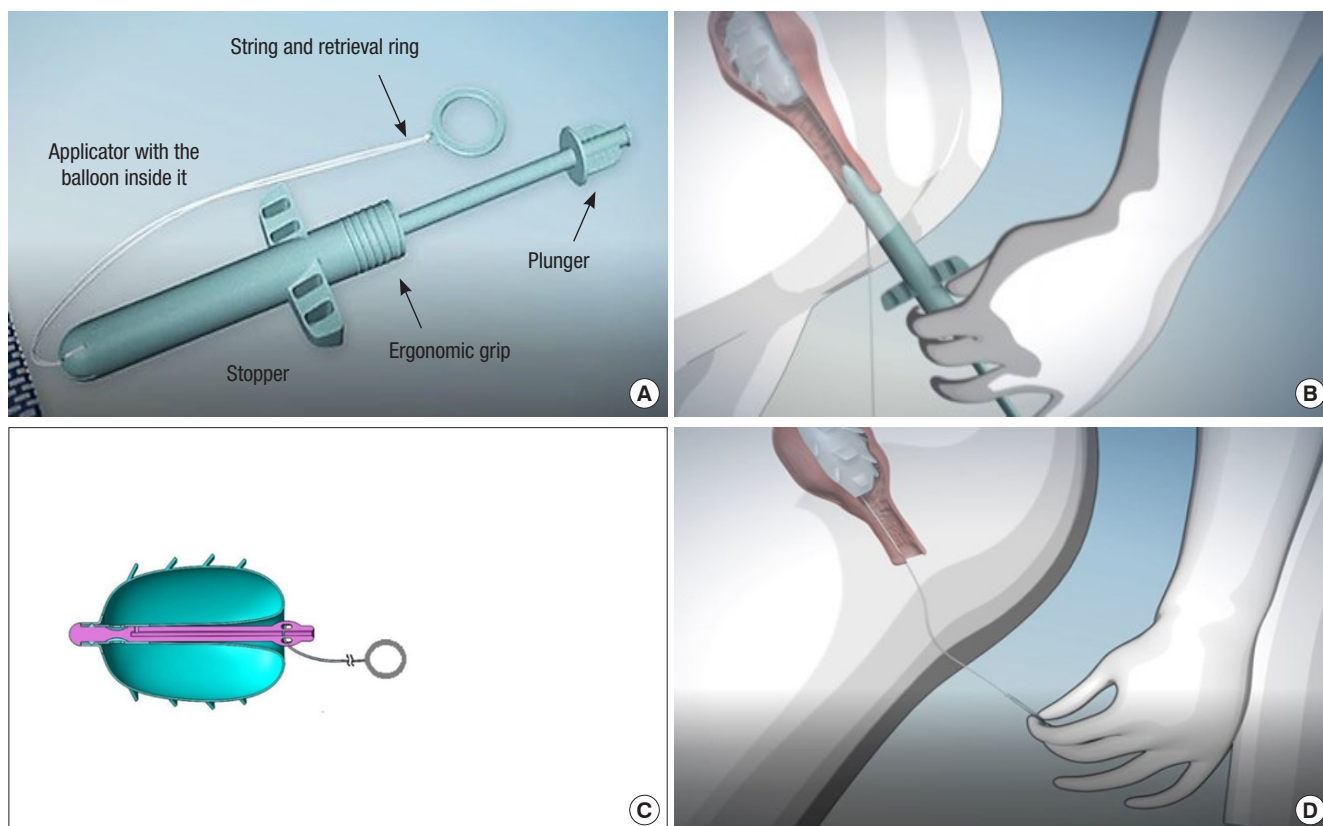 String and retrieval ring
Applicator with the
balloon inside it
Plunger
Ergonomic grip
Stopper
A
B
C
D